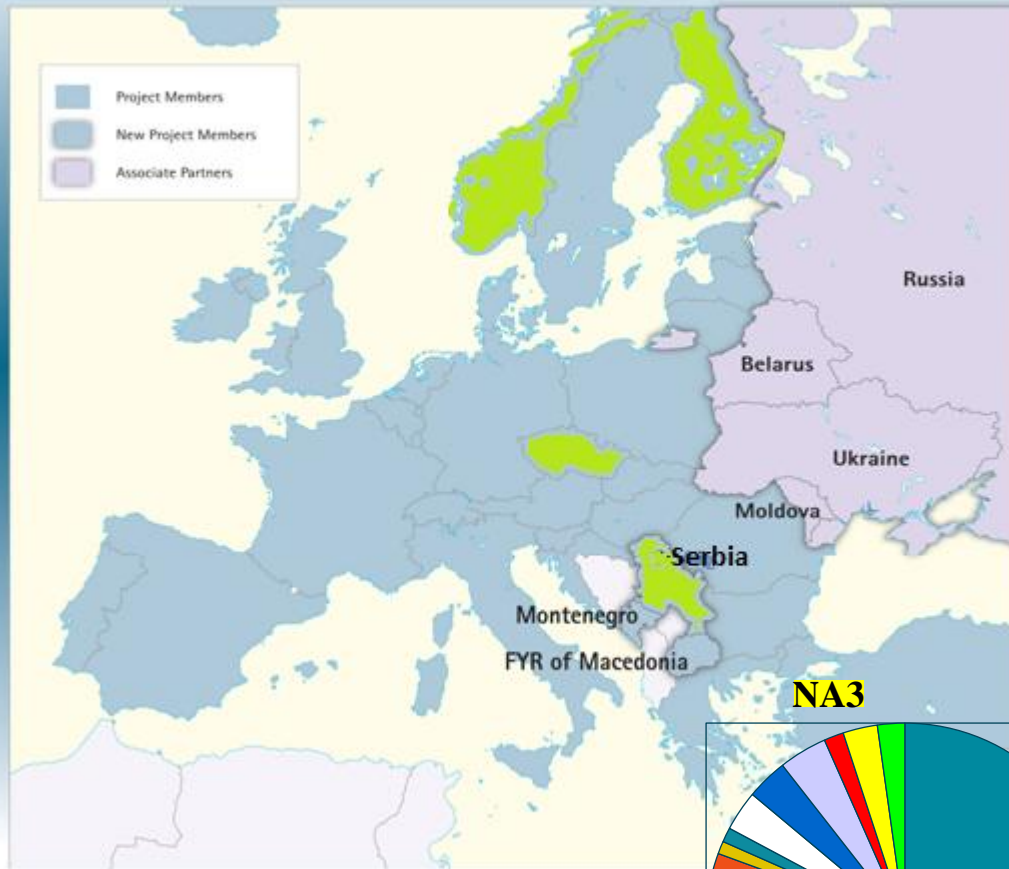 Project Members
New Project Members
Associate Partners
Russia
Belarus
Ukraine
Moldova
Serbia
Montenegro
FYR of Macedonia
NA3